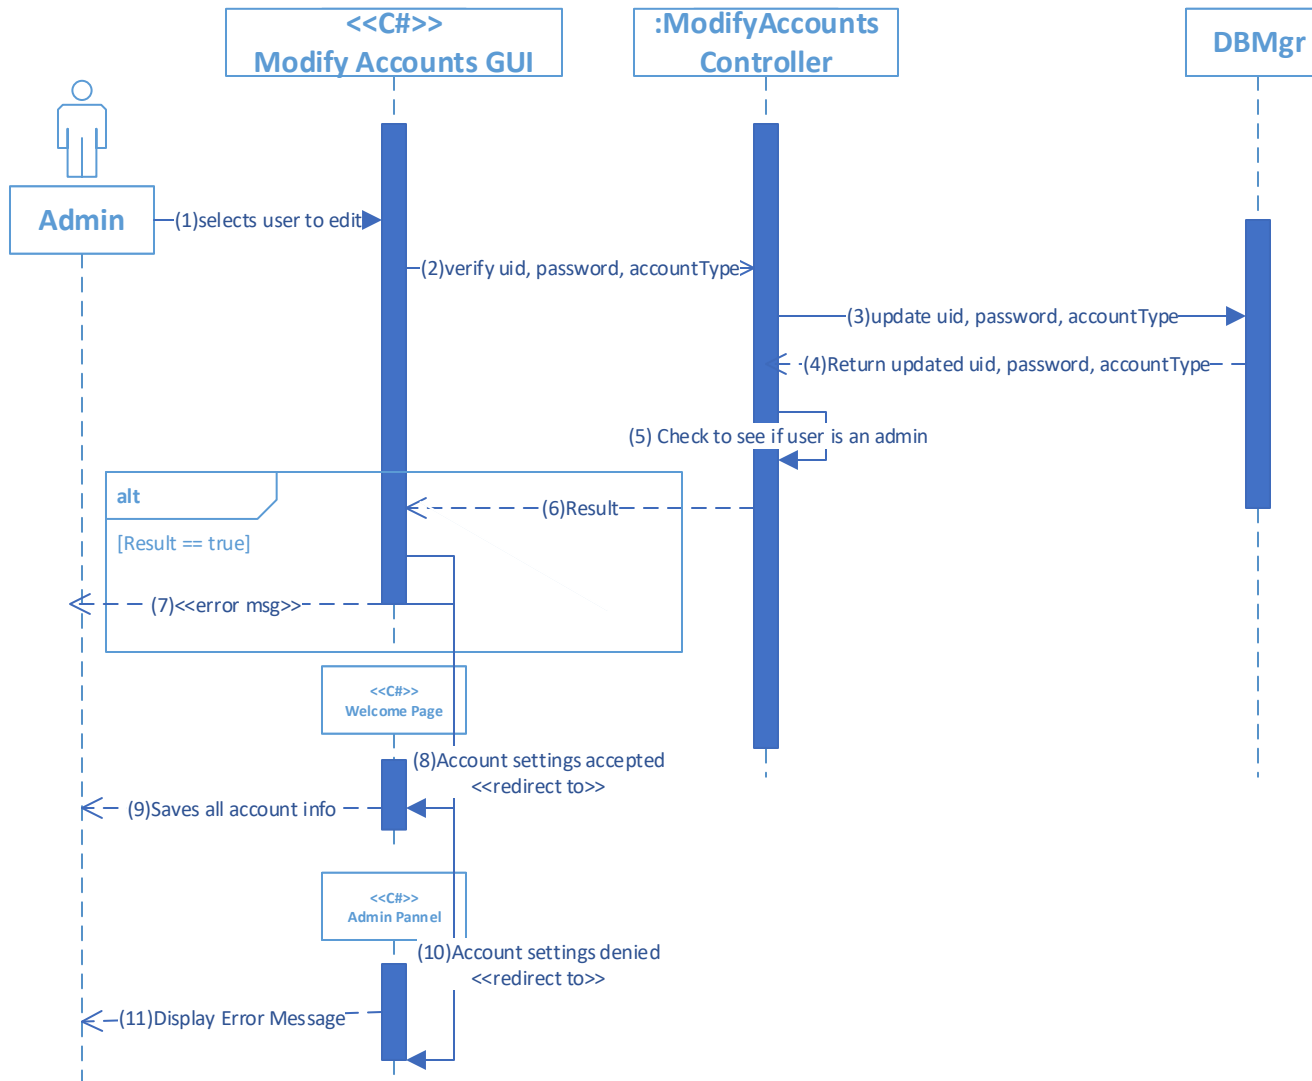 <<C#>>
Modify Accounts GUI
:ModifyAccounts
Controller
DBMgr
Admin
(1)selects user to edit
(2)verify uid, password, accountType
(3)update uid, password, accountType
(4)Return updated uid, password, accountType
(5) Check to see if user is an admin
alt
(6)Result
[Result == true]
(7)<<error msg>>
<<C#>>
Welcome Page
(8)Account settings accepted
<<redirect to>>
(9)Saves all account info
<<C#>>
Admin Pannel
(10)Account settings denied
<<redirect to>>
(11)Display Error Message